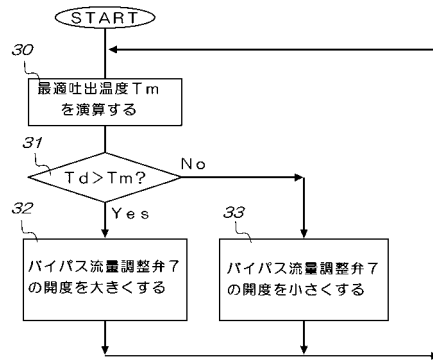 START
30
最適吐出温度Tm
を演算する
31
Td>Tm?
No
Yes
32
バイパス流量調整弁7
の開度を大きくする
33
バイパス流量調整弁7
の開度を小さくする